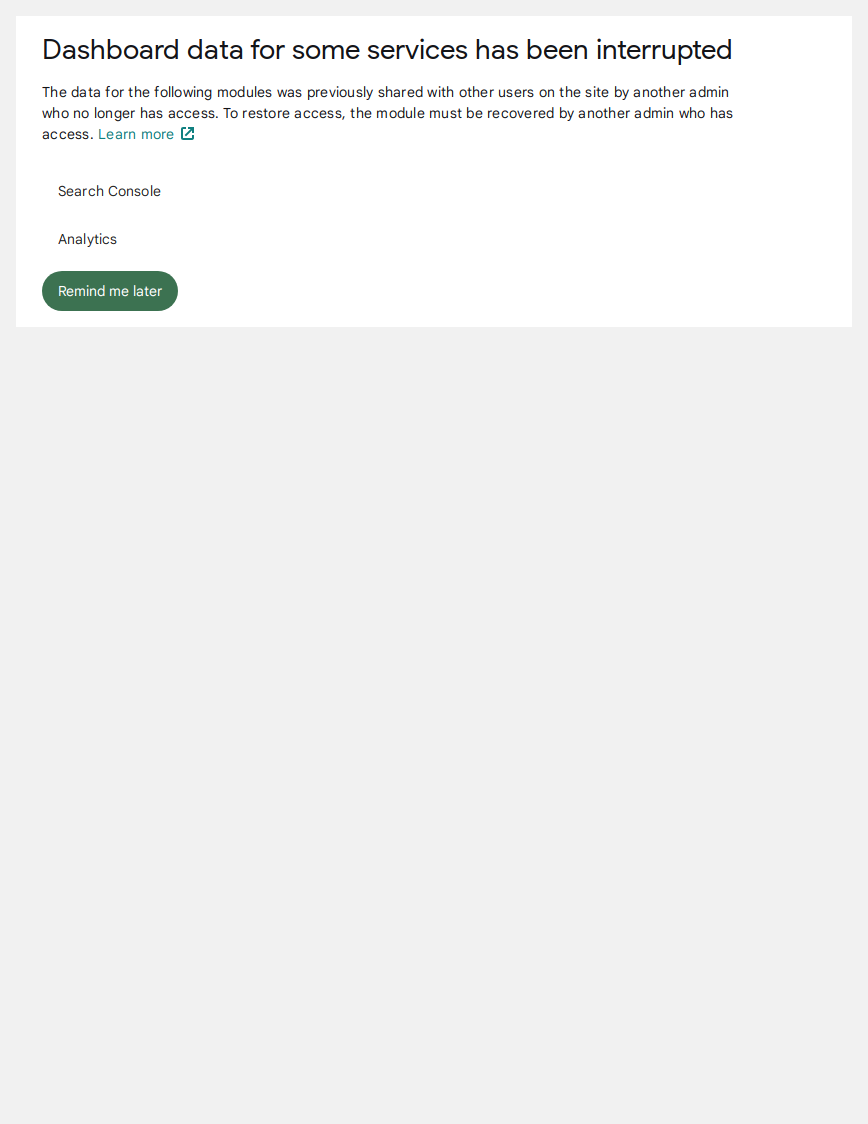 Dashboard data for some services has been interrupted
The data for the following modules was previously shared with other users on the site by another admin
who no longer has access. To restore access, the module must be recovered by another admin who has
access. Learn more
Search Console
Analytics
Remind me later